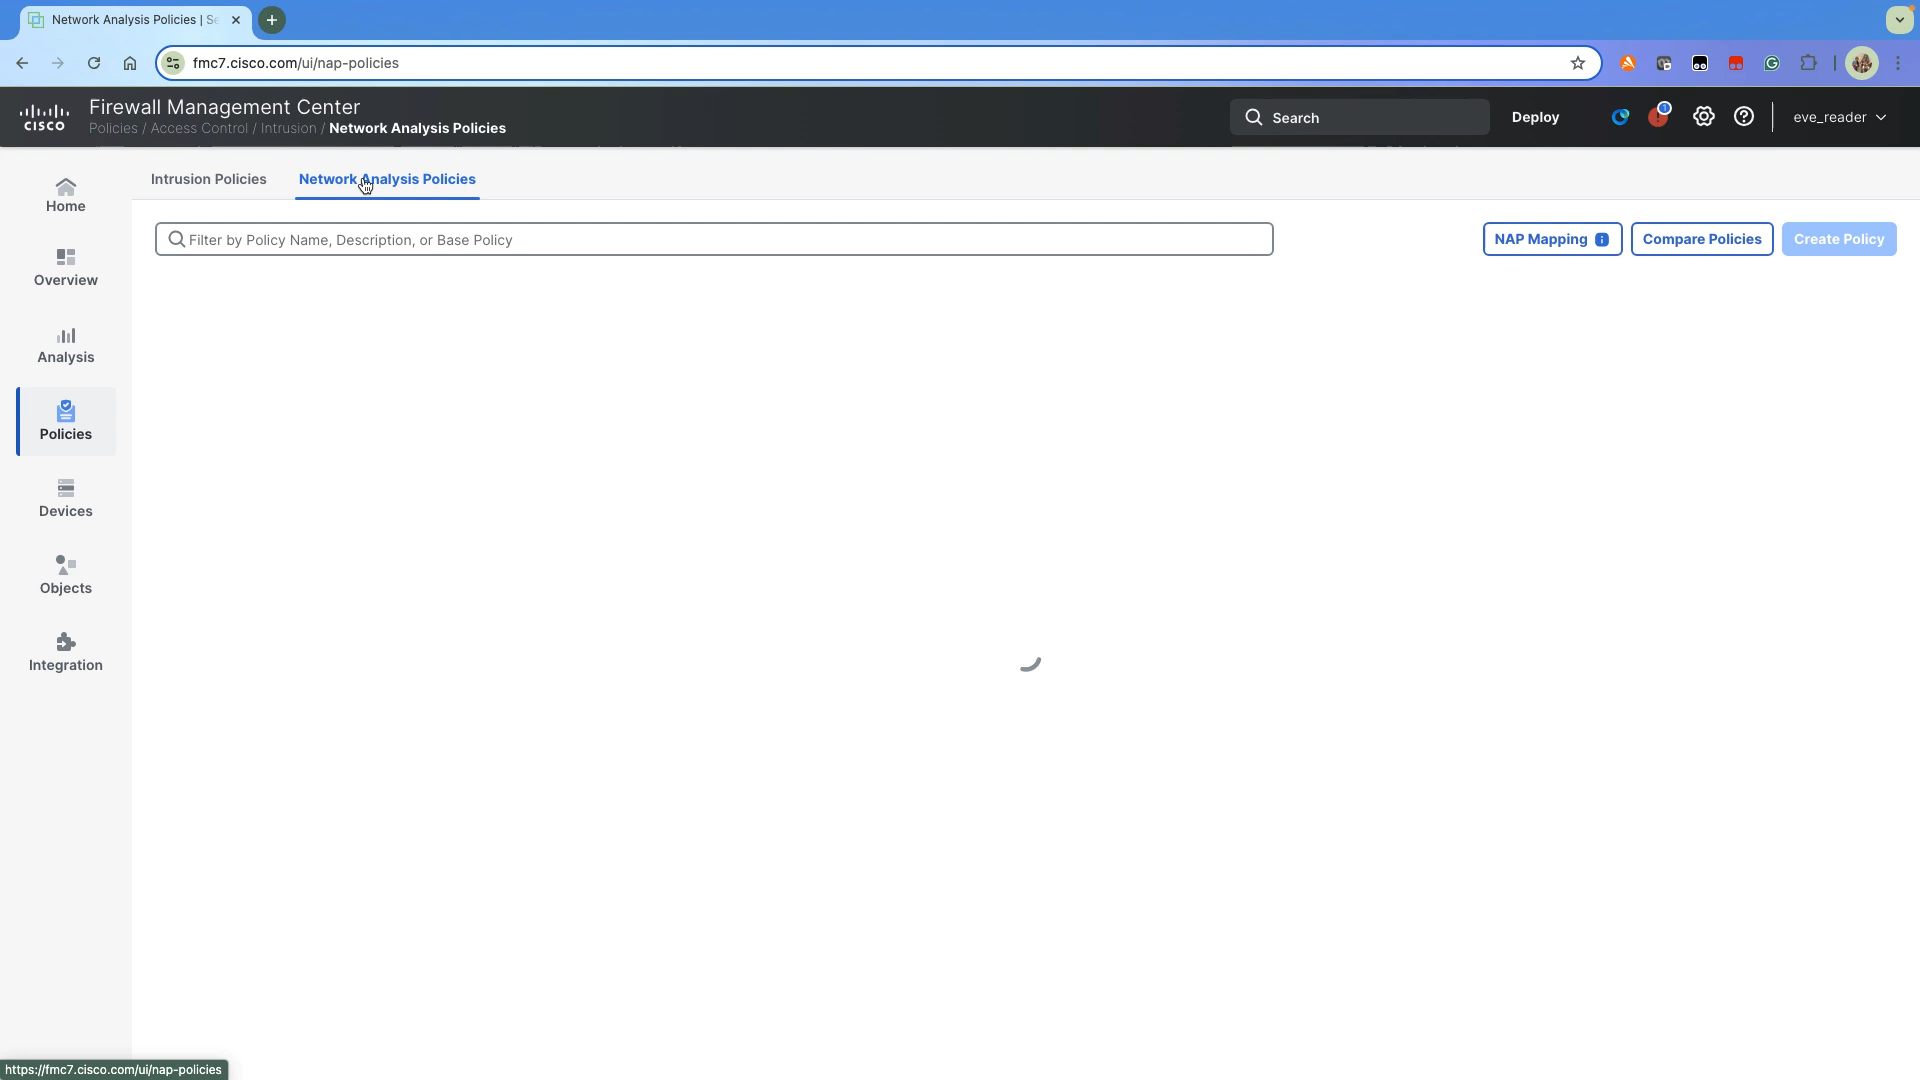 Network Analysis Policies | Se
fmc7.cisco.com/ui/nap-policies
CISCO
Firewall Management Center
Policies / Access Control / Intrusion / Network Analysis Policies
Search
Deploy
1
eve_reader
Intrusion Policies
Network Analysis Policies
Home
Overview
Analysis
Policies
Devices
Objects
Integration
Filter by Policy Name, Description, or Base Policy
NAP Mapping
Compare Policies
Create Policy
https://fmc7.cisco.com/ui/nap-policies